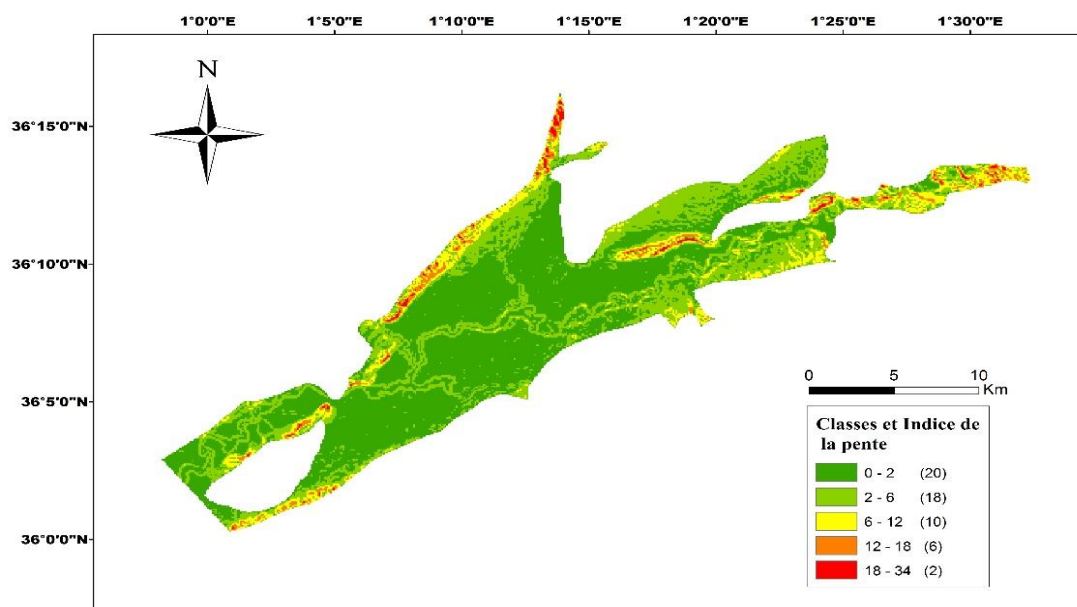 1°0'0"E 1°5'0"E 1°10'0"E 1°15'0"E 1°20'0"E 1°25'0"E 1°30'0"E
N
36°15'0"N
36°10'0"N
36°5'0"N
36°0'0"N
0 5 10
Km
Classes et Indice de
la pente
0 - 2 (20)
2 - 6 (18)
6 - 12 (10)
12 - 18 (6)
18 - 34 (2)